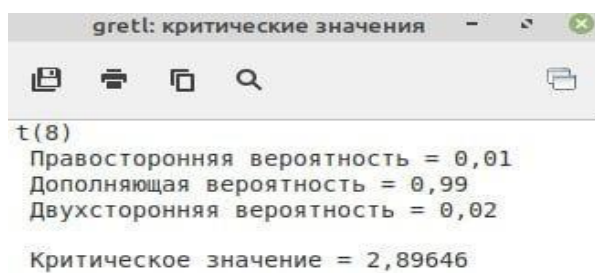 gretl: критические значения
t(8)
Правосторонняя вероятность = 0,01
Дополняющая вероятность = 0,99
Двухсторонняя вероятность = 0,02
Критическое значение = 2,89646